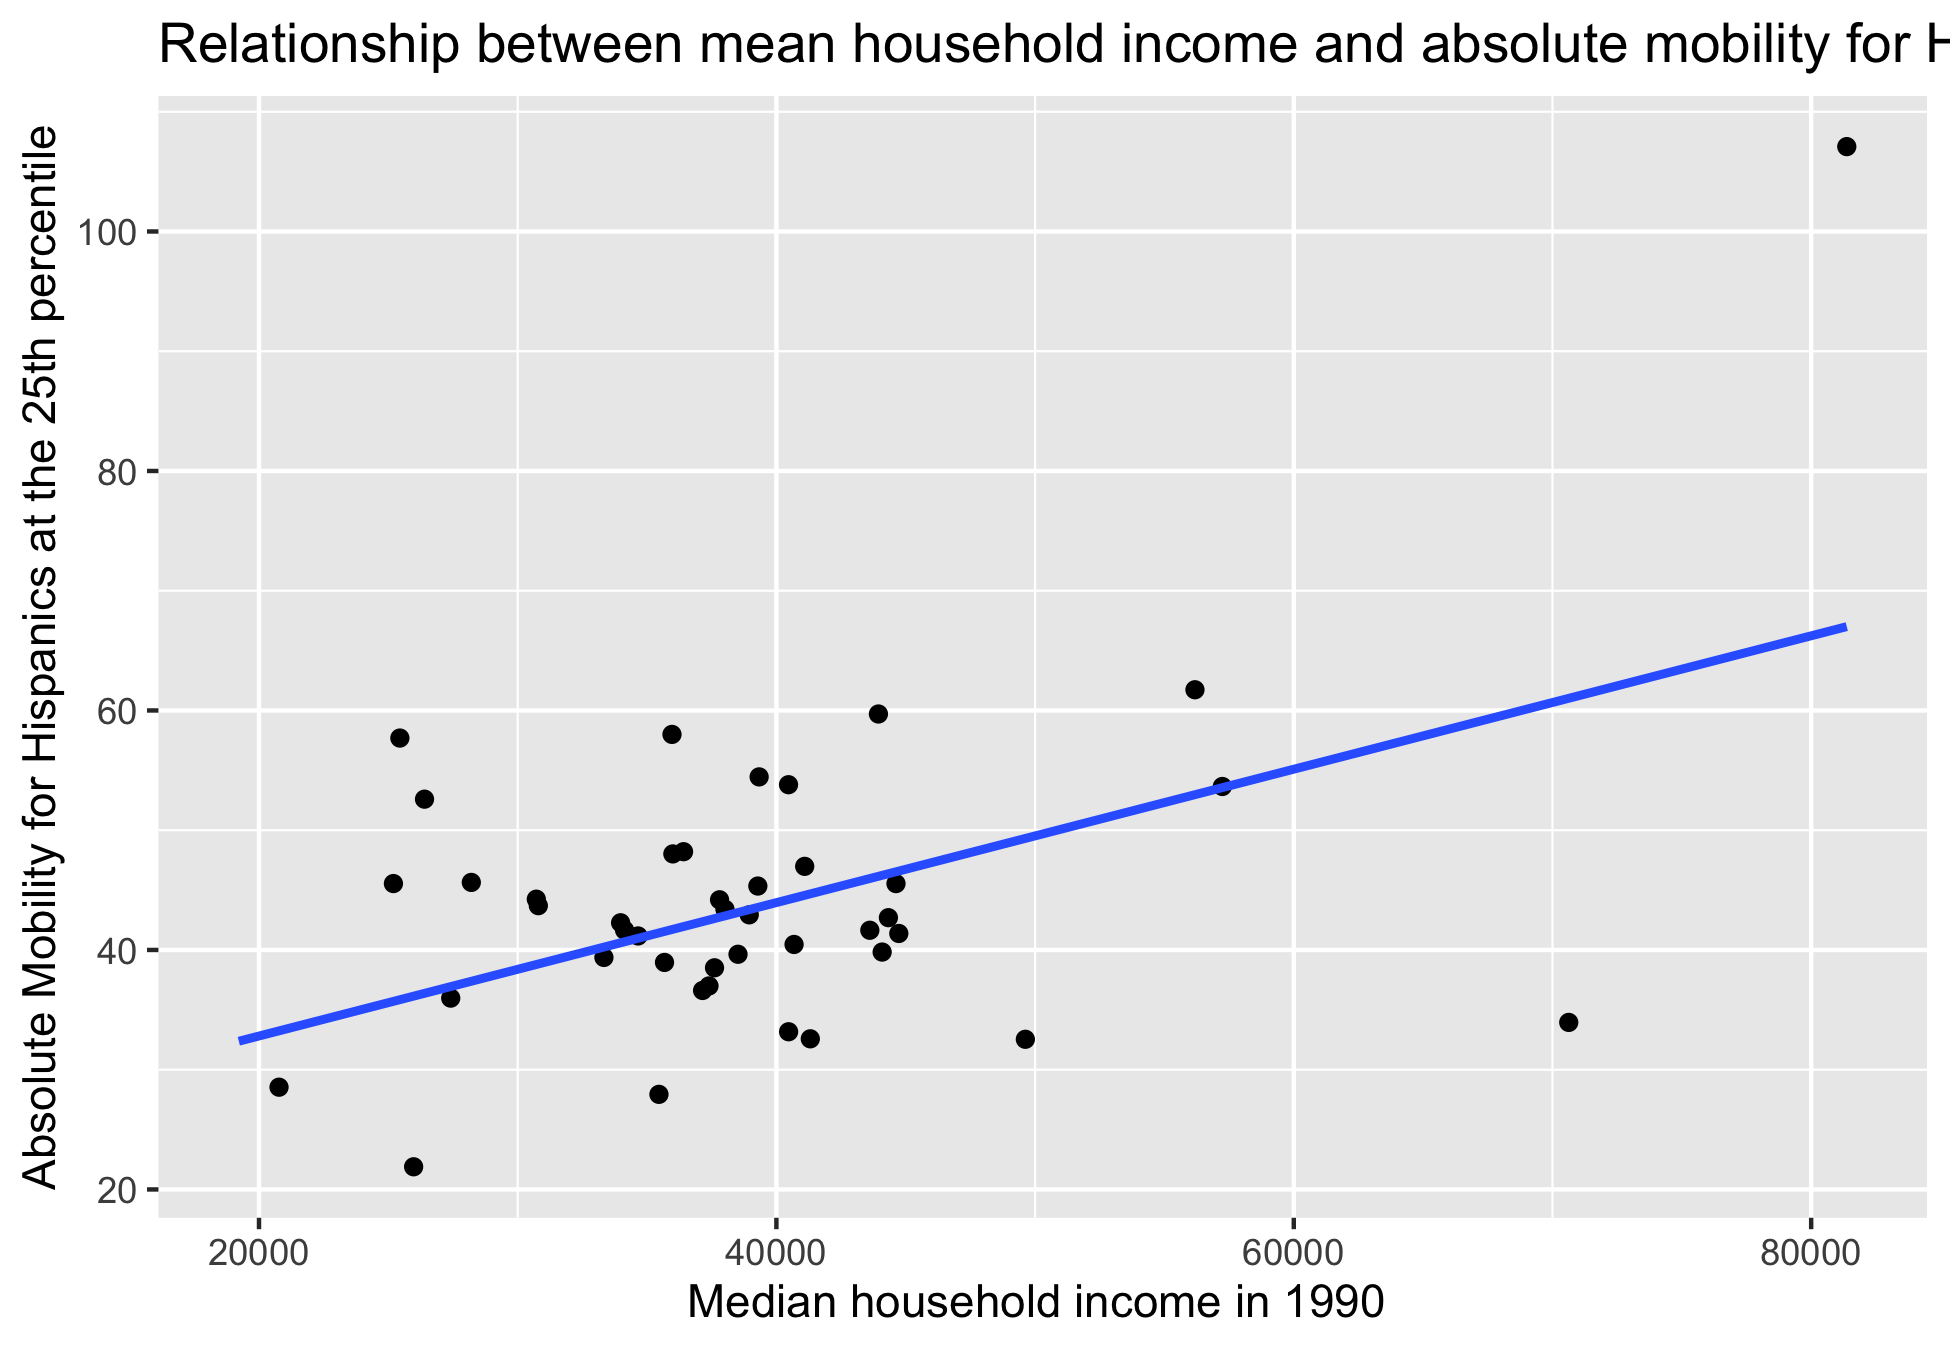 Relationship between mean household income and absolute mobility for H
Absolute Mobility for Hispanics at the 25th percentile
100
80
60
40
20
20000 40000 60000 80000
Median household income in 1990